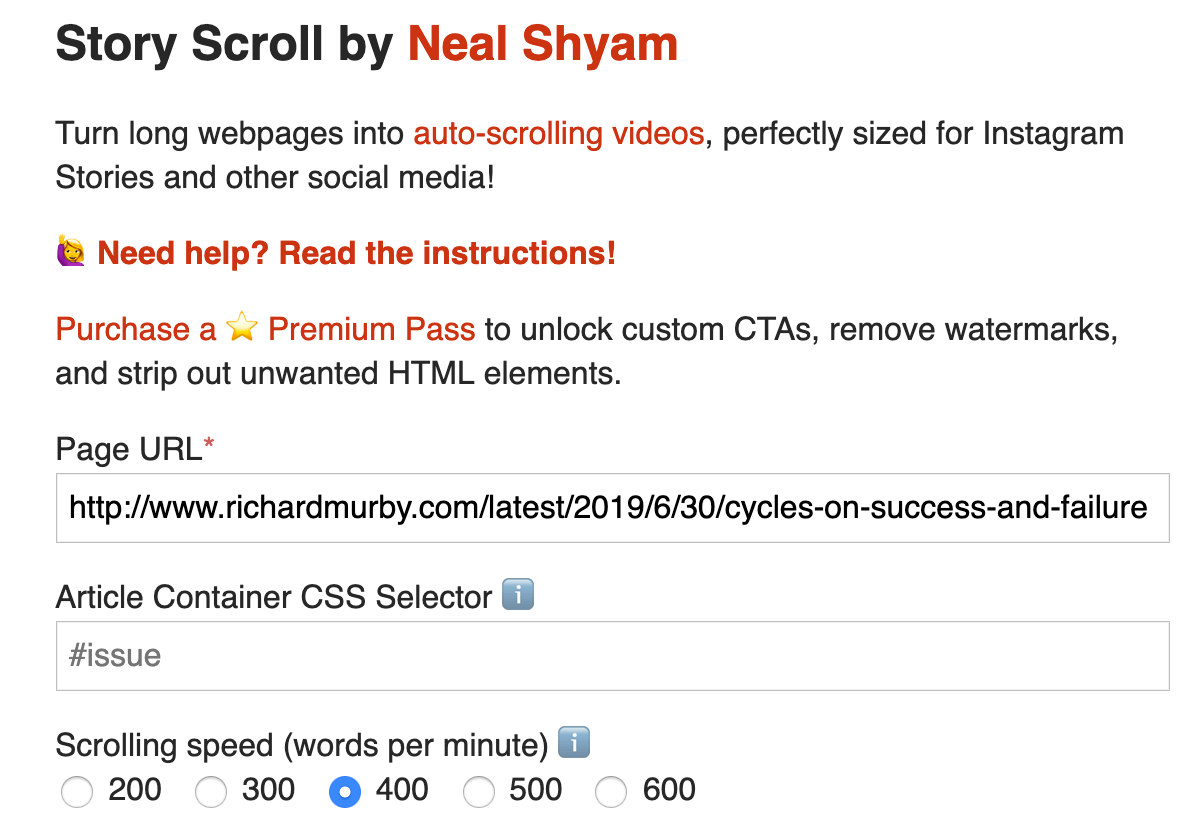 Story Scroll by Neal Shyam
Turn long webpages into auto-scrolling videos, perfectly sized for Instagram
Stories and other social media!
🙋 Need help? Read the instructions!
Purchase a ⭐ Premium Pass to unlock custom CTAs, remove watermarks,
and strip out unwanted HTML elements.
Page URL*
http://www.richardmurby.com/latest/2019/6/30/cycles-on-success-and-failure
Article Container CSS Selector ℹ️
#issue
Scrolling speed (words per minute) ℹ️
200 300 400 500 600